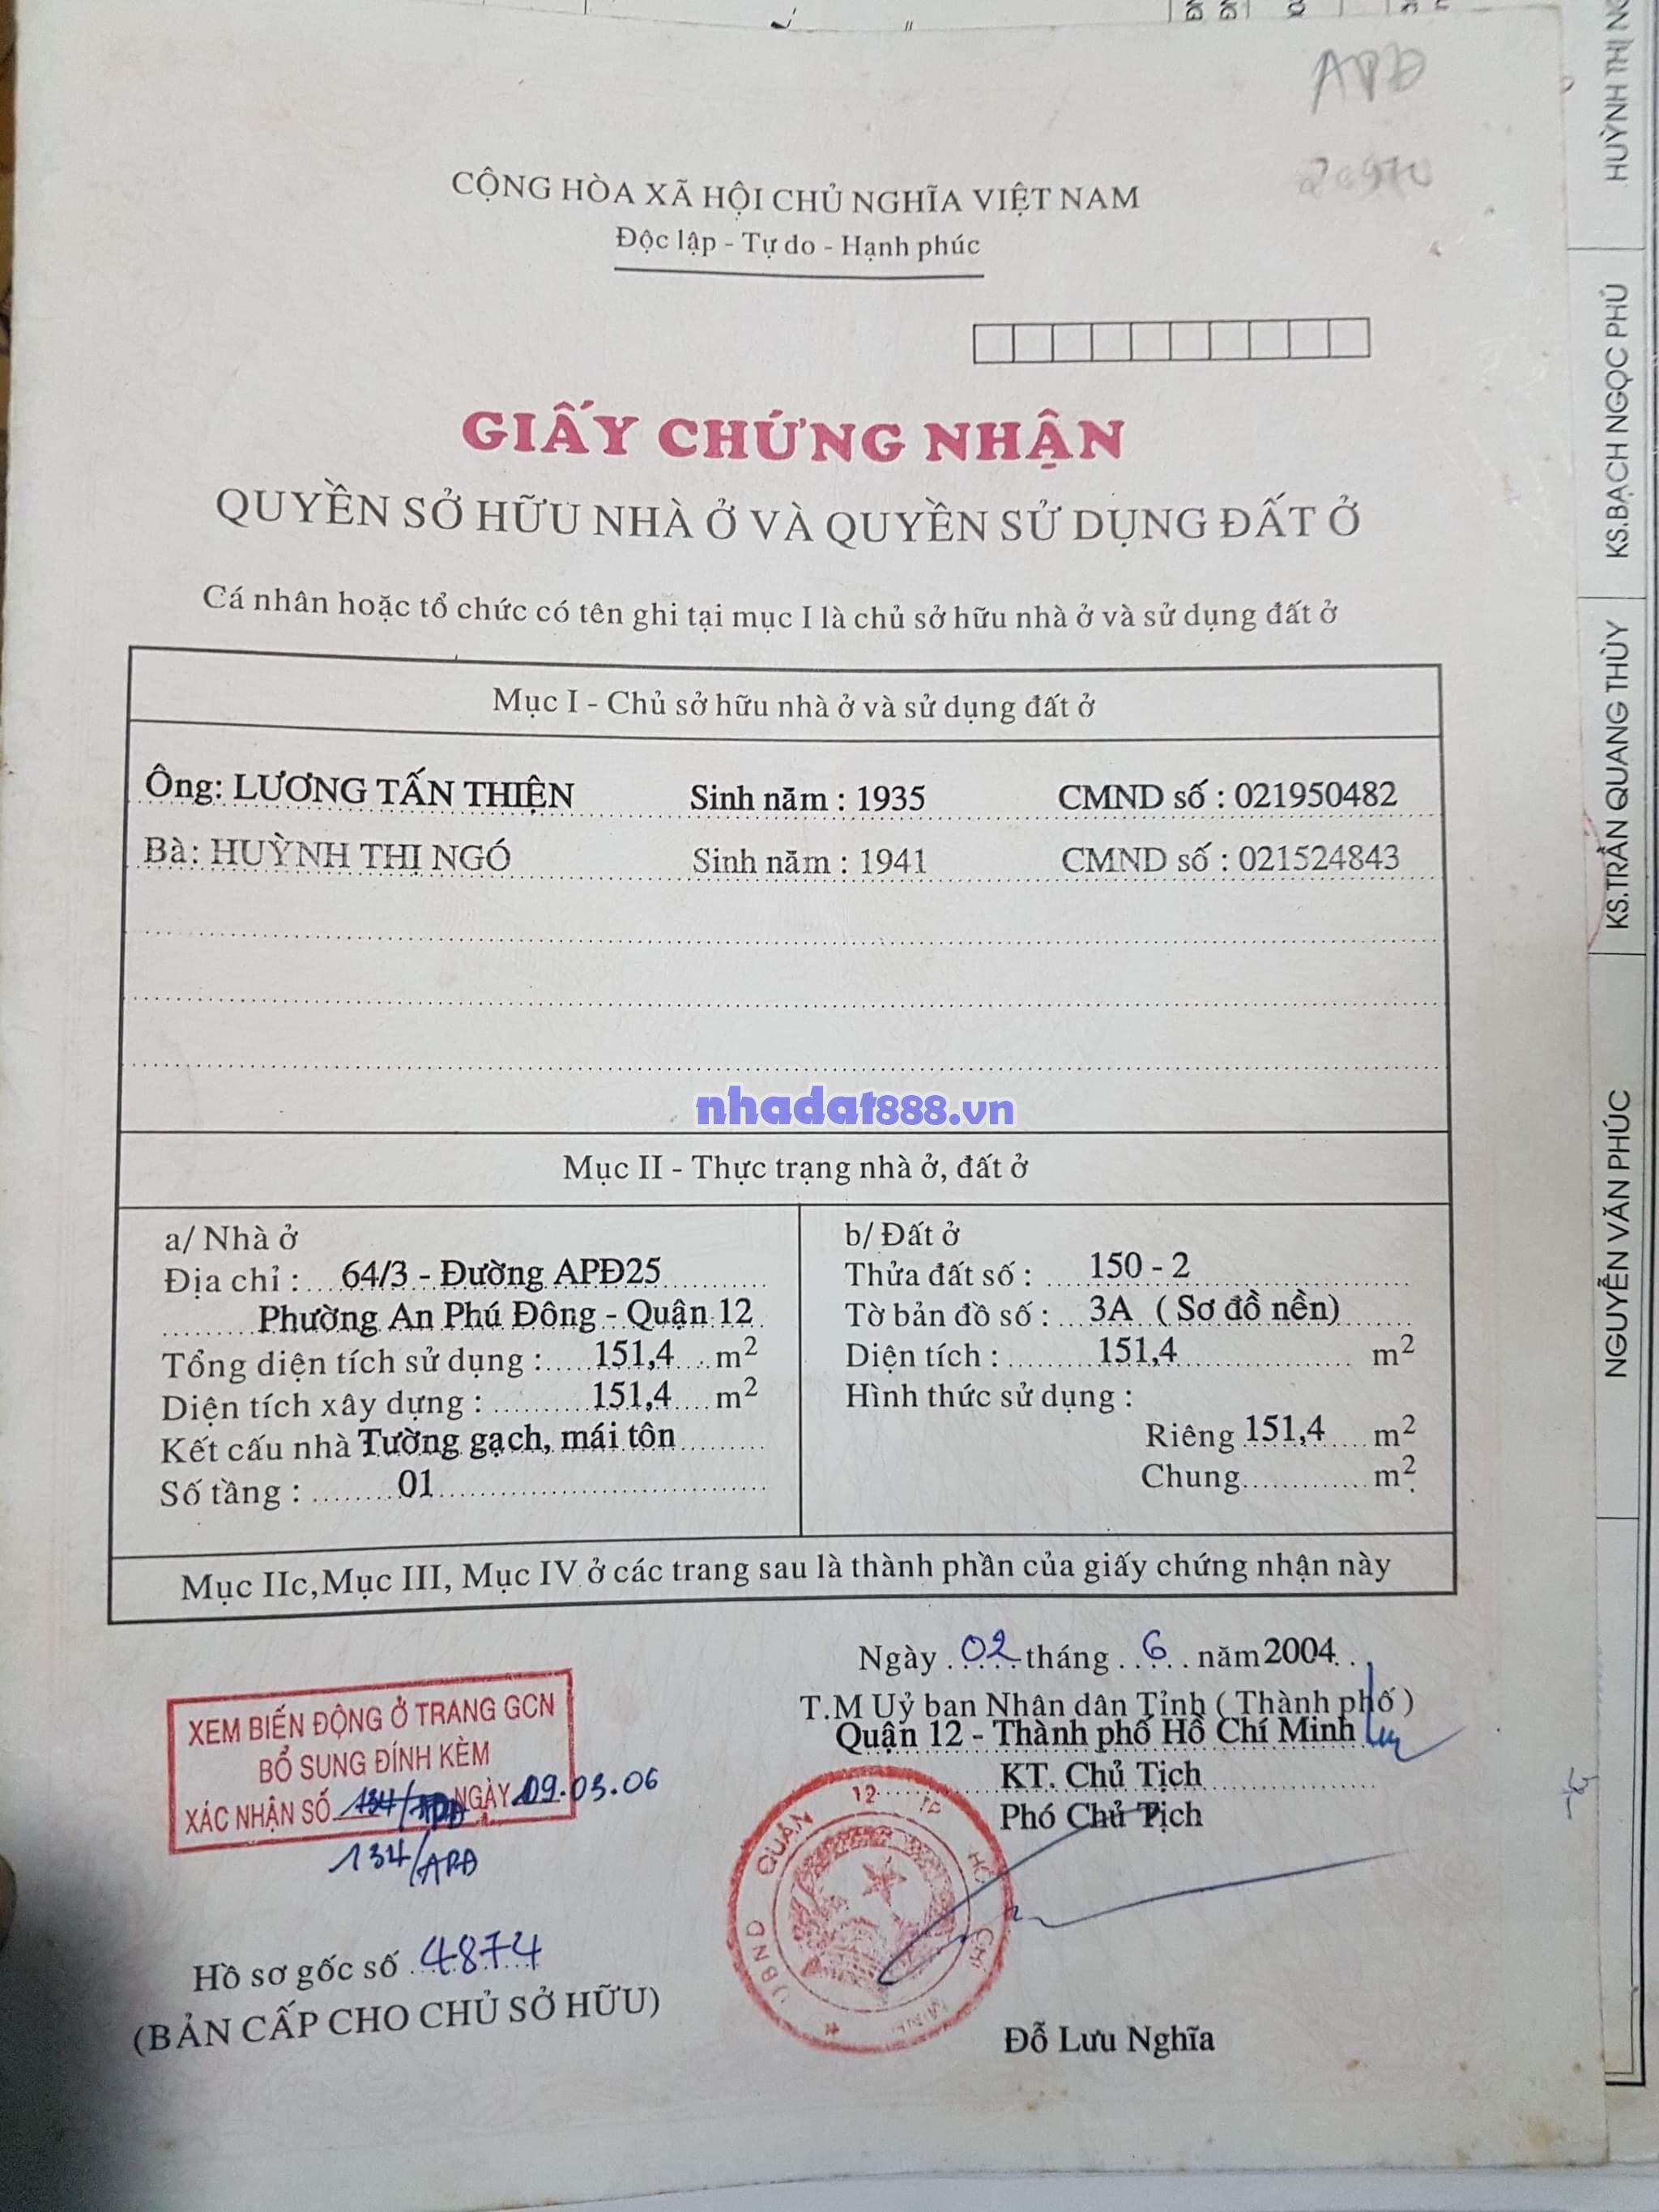 APĐ
CỘNG HÒA XÃ HỘI CHỦ NGHĨA VIỆT NAM
Độc lập - Tự do - Hạnh phúc
GIẤY CHỨNG NHẬN
QUYỀN SỞ HỮU NHÀ Ở VÀ QUYỀN SỬ DỤNG ĐẤT Ở
Cá nhân hoặc tổ chức có tên ghi tại mục I là chủ sở hữu nhà ở và sử dụng đất ở
Mục I - Chủ sở hữu nhà ở và sử dụng đất ở
Ông: LƯƠNG TẤN THIỆN Sinh năm : 1935 CMND số : 021950482
Bà: HUỲNH THỊ NGÓ Sinh năm : 1941 CMND số : 021524843
nhadat888.vn
Mục II - Thực trạng nhà ở, đất ở
a/ Nhà ở
Địa chỉ : 64/3 - Đường APĐ25
Phường An Phú Đông - Quận 12
Tổng diện tích sử dụng : 151,4 m2
Diện tích xây dựng : 151,4 m2
Kết cấu nhà Tường gạch, mái tôn
Số tầng : 01
b/ Đất ở
Thửa đất số : 150 - 2
Tờ bản đồ số : 3A ( Sơ đồ nền)
Diện tích : 151,4 m2
Hình thức sử dụng :
Riêng 151,4 m2
Chung m2
Mục IIc, Mục III, Mục IV ở các trang sau là thành phần của giấy chứng nhận này
Ngày 02 tháng 6 năm 2004
T.M Uỷ ban Nhân dân Tỉnh ( Thành phố )
Quận 12 - Thành phố Hồ Chí Minh
KT. Chủ Tịch
Phó Chủ Tịch
UBND QUẬN 12 TP HỒ CHÍ MINH
Đỗ Lưu Nghĩa
XEM BIẾN ĐỘNG Ở TRANG GCN
BỔ SUNG ĐÍNH KÈM
XÁC NHẬN SỐ 134/APĐ NGÀY 09.03.06
134/APĐ
Hồ sơ gốc số 4874
(BẢN CẤP CHO CHỦ SỞ HỮU)
HUỲNH THỊ
KS.BẠCH NGỌC PHÚ
KS.TRẦN QUANG THÙY
NGUYỄN VĂN PHÚC